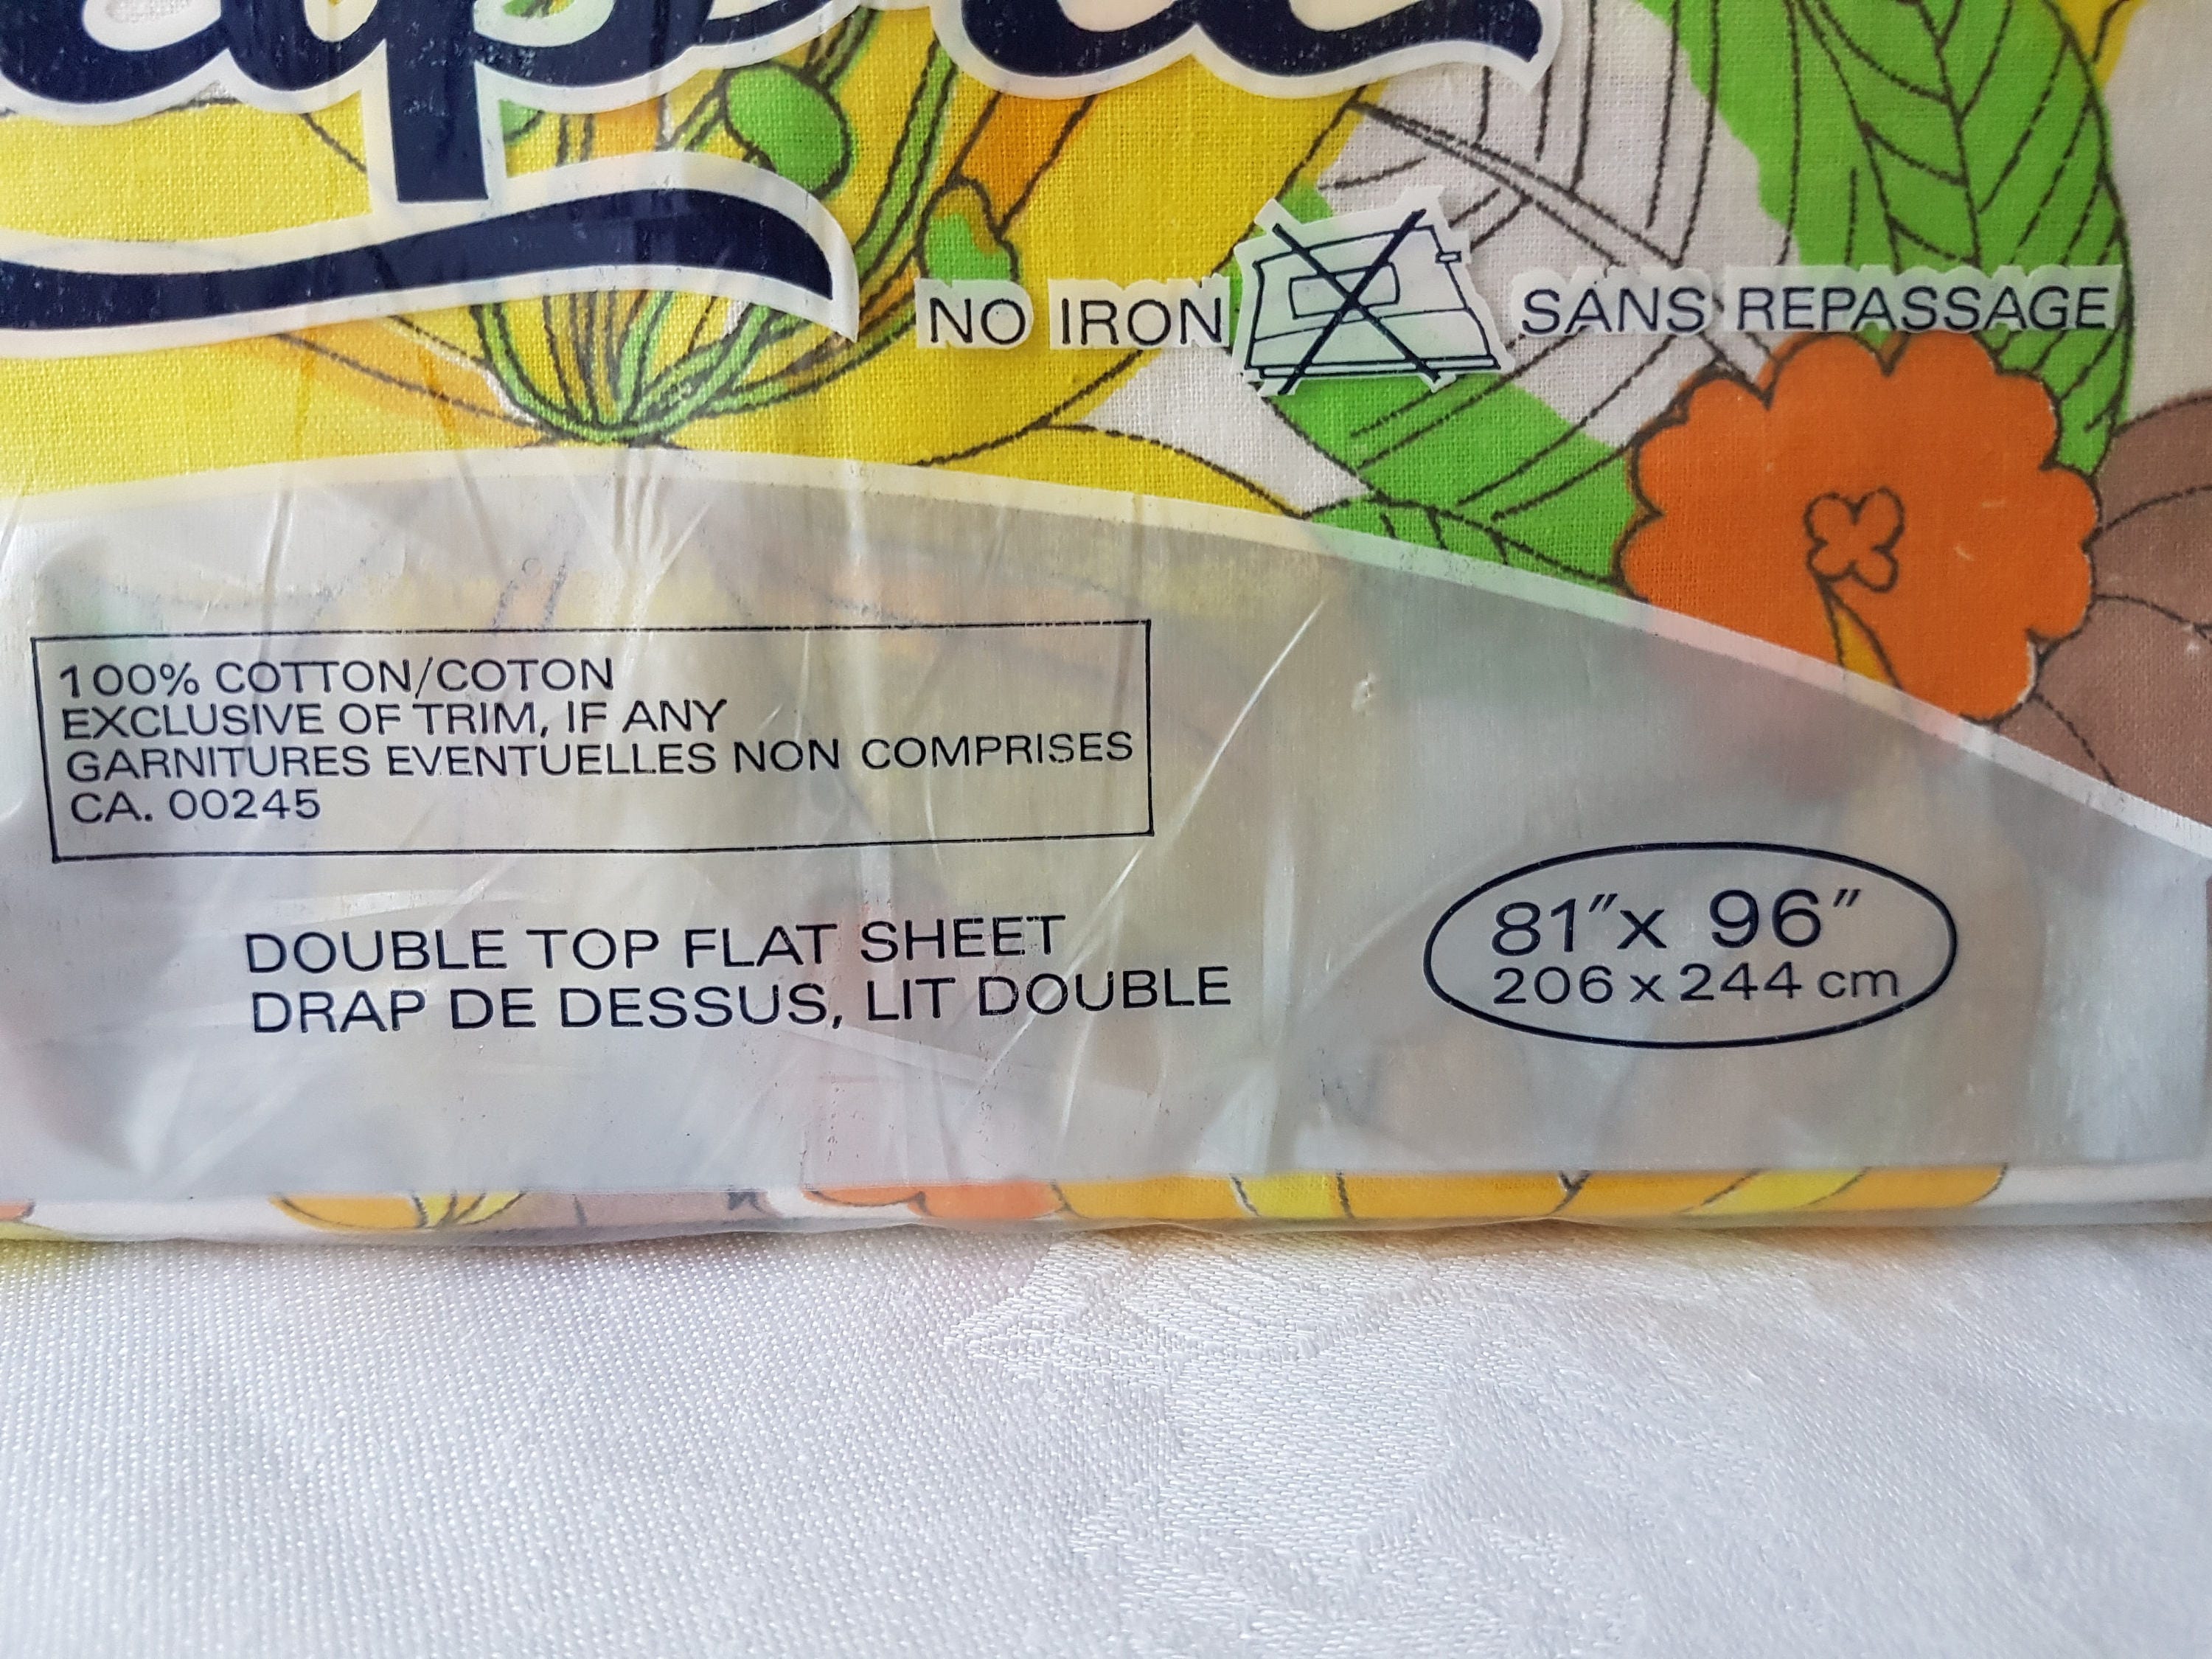 NO IRON SANS REPASSAGE
100% COTTON/COTON
EXCLUSIVE OF TRIM, IF ANY
GARNITURES EVENTUELLES NON COMPRISES
CA. 00245
DOUBLE TOP FLAT SHEET
DRAP DE DESSUS, LIT DOUBLE
81″x 96″
206 x 244 cm